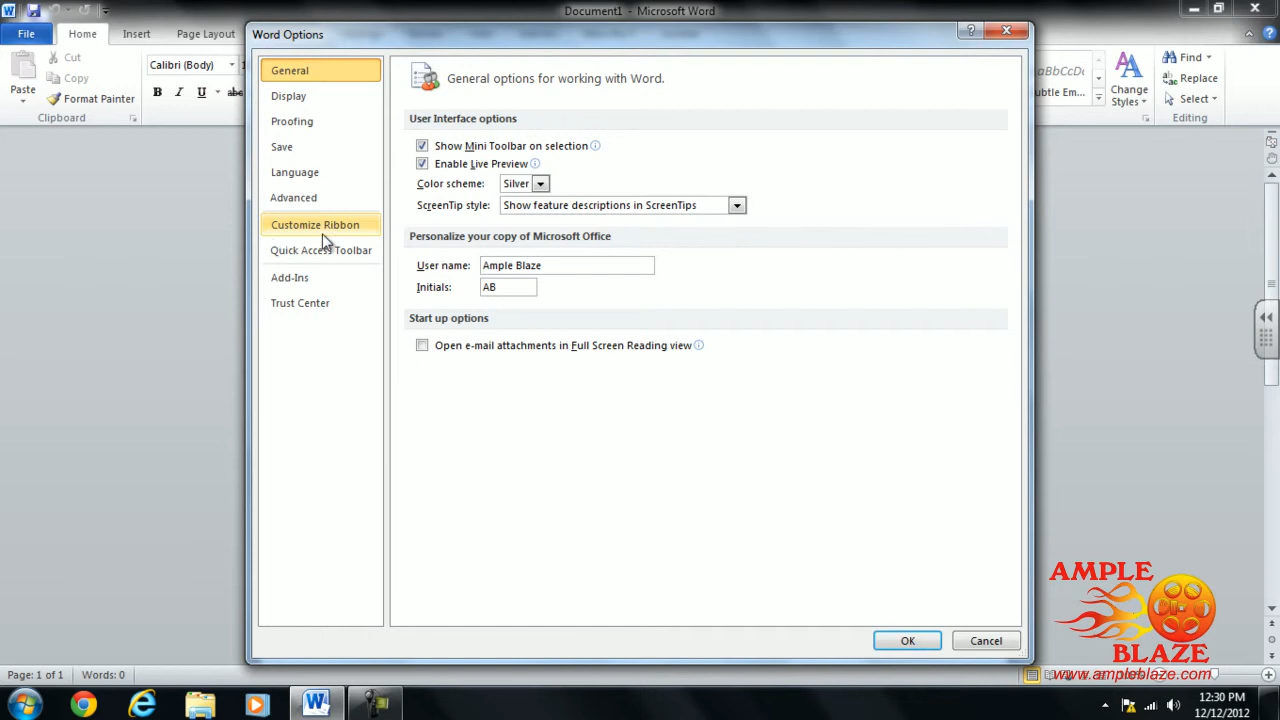 Document1 - Microsoft Word
File
Home
Insert
Page Layout
Cut
Copy
Paste
Format Painter
Clipboard
Calibri (Body)
B I U abc
Word Options
General
Display
Proofing
Save
Language
Advanced
Customize Ribbon
Quick Access Toolbar
Add-Ins
Trust Center
General options for working with Word.
User Interface options
Show Mini Toolbar on selection
Enable Live Preview
Color scheme: Silver
ScreenTip style: Show feature descriptions in ScreenTips
Personalize your copy of Microsoft Office
User name: Ample Blaze
Initials: AB
Start up options
Open e-mail attachments in Full Screen Reading view
OK
Cancel
aBbCcDc
ubtle Em...
Change
Styles
Find
Replace
Select
Editing
AMPLE
BLAZE
www.ampleblaze.com
Page: 1 of 1
Words: 0
12:30 PM
12/12/2012